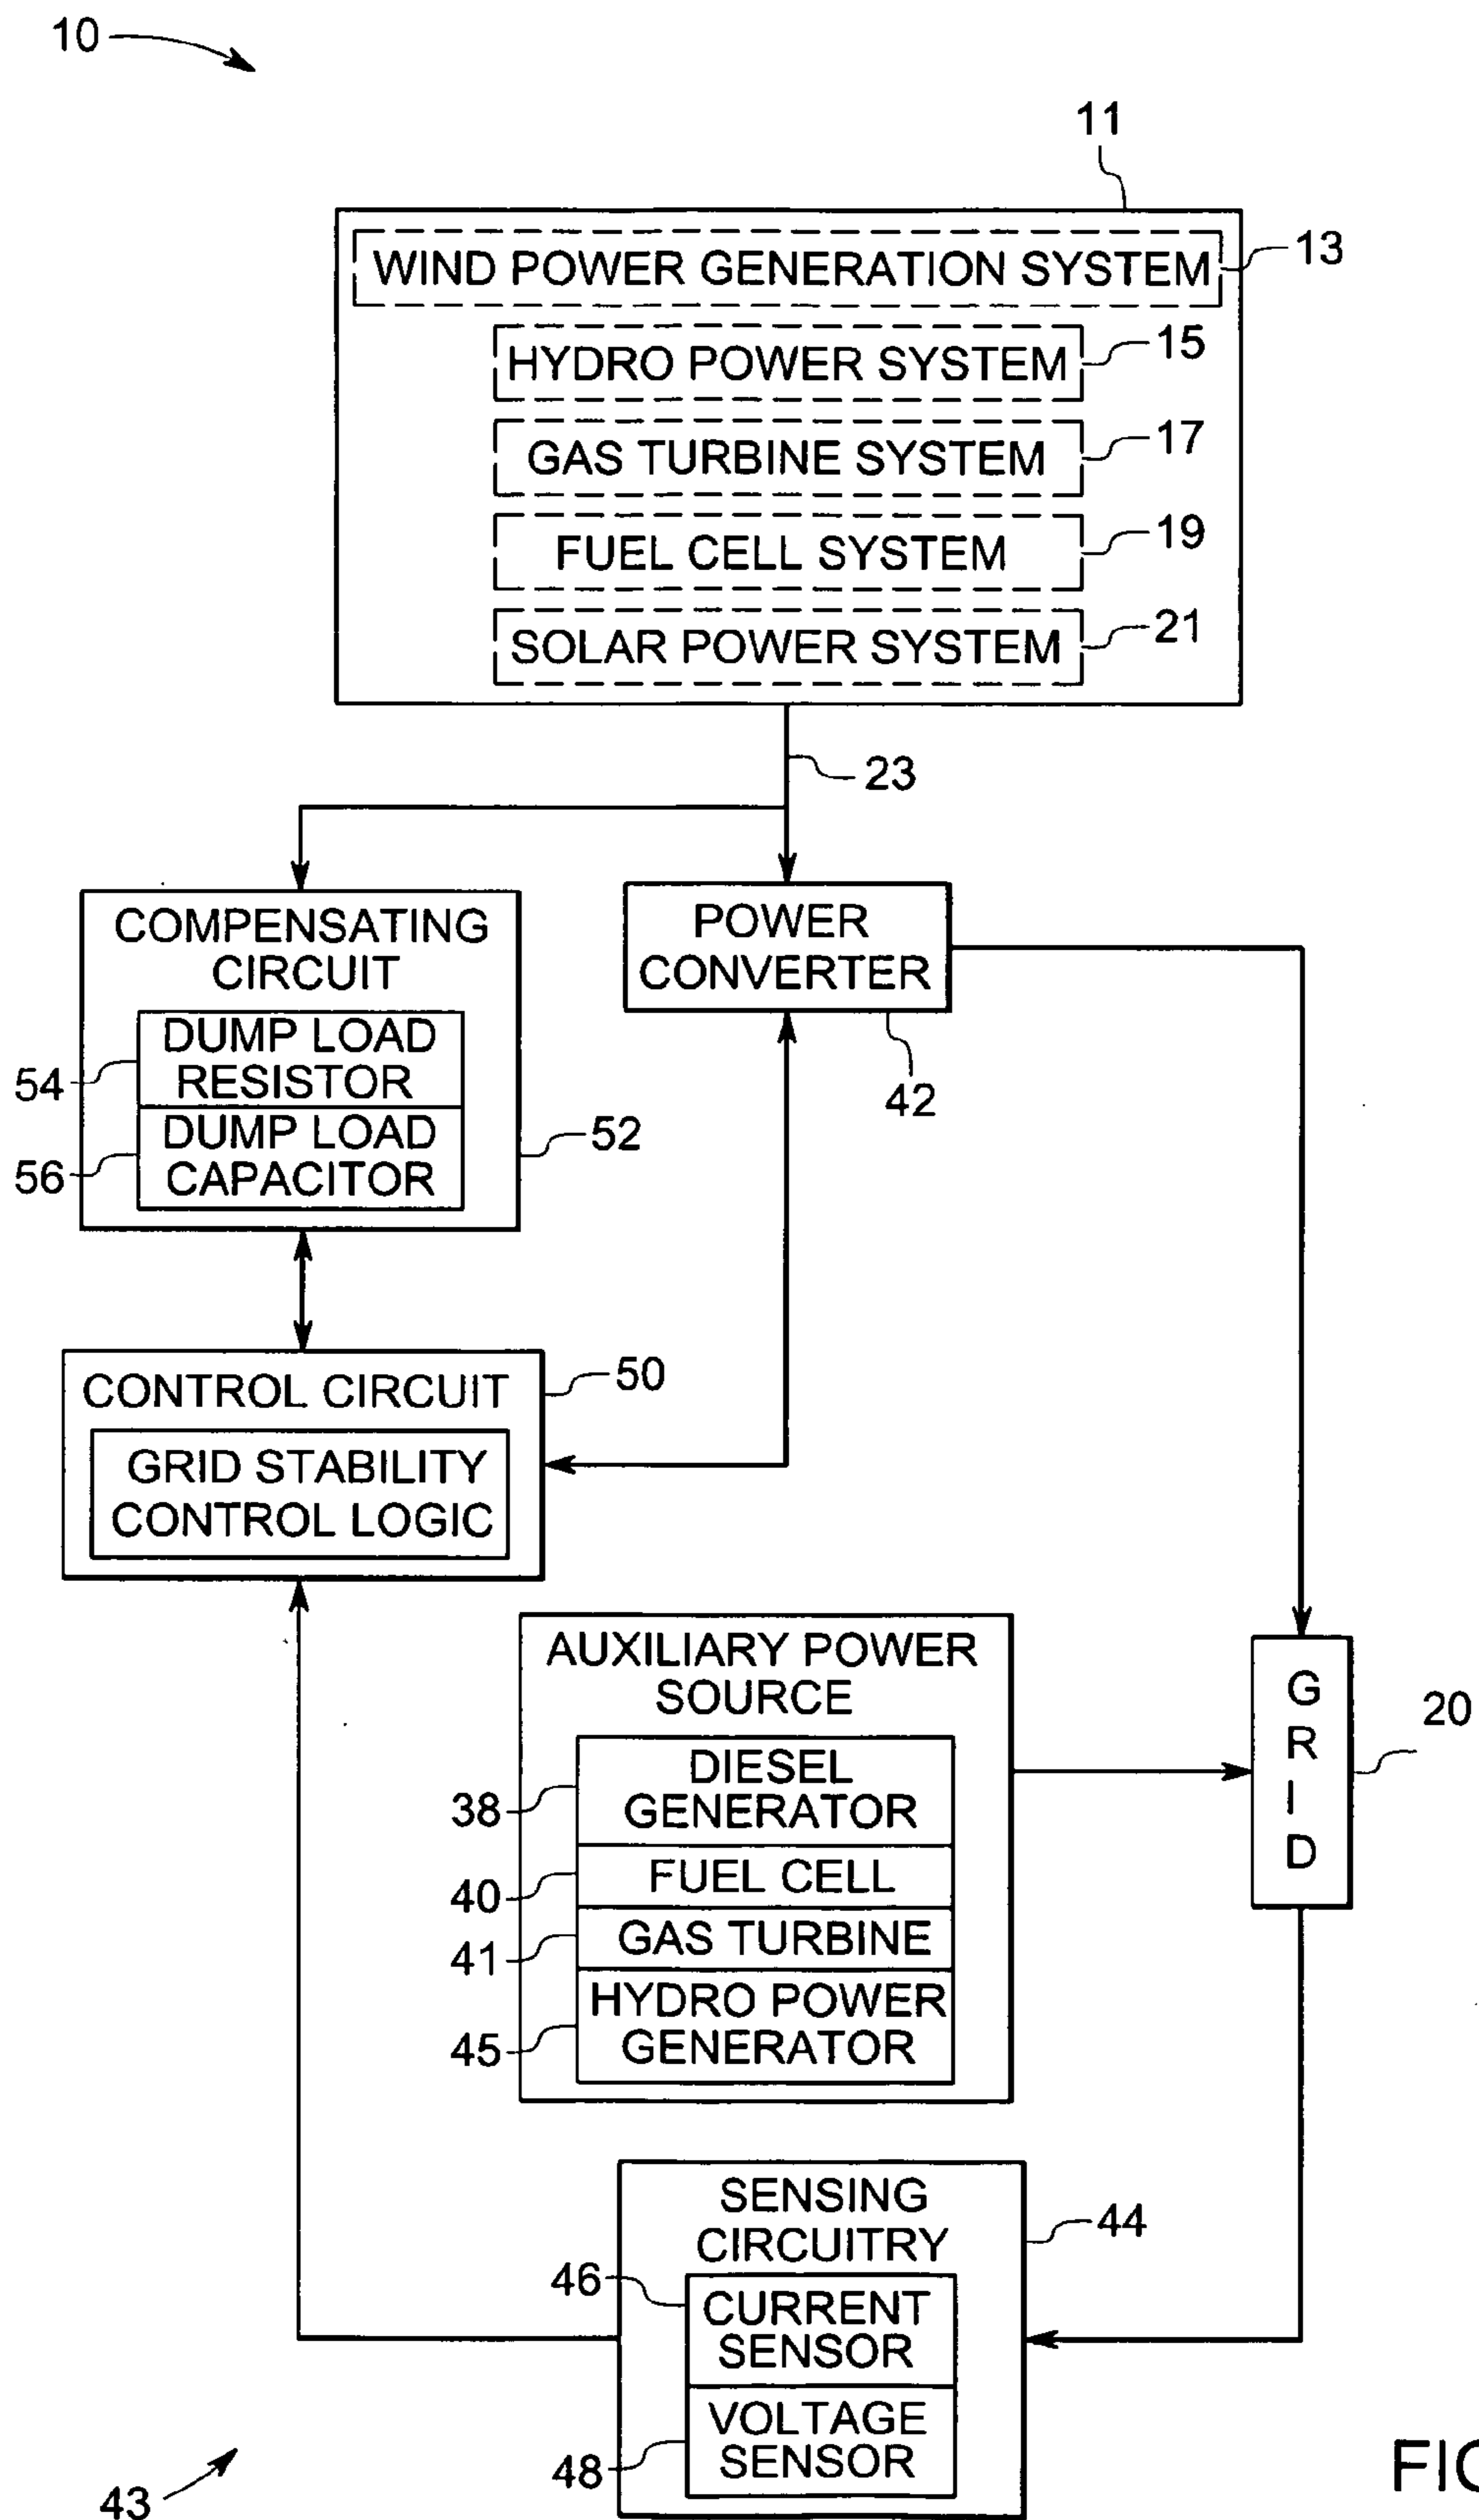 10
11
WIND POWER GENERATION SYSTEM
13
HYDRO POWER SYSTEM
15
GAS TURBINE SYSTEM
17
FUEL CELL SYSTEM
19
SOLAR POWER SYSTEM
21
23
COMPENSATING
CIRCUIT
DUMP LOAD
RESISTOR
54
DUMP LOAD
CAPACITOR
56
52
POWER
CONVERTER
42
CONTROL CIRCUIT
50
GRID STABILITY
CONTROL LOGIC
AUXILIARY POWER
SOURCE
DIESEL
GENERATOR
38
FUEL CELL
40
GAS TURBINE
41
HYDRO POWER
GENERATOR
45
GRID
20
SENSING
CIRCUITRY
44
46
CURRENT
SENSOR
VOLTAGE
SENSOR
48
43